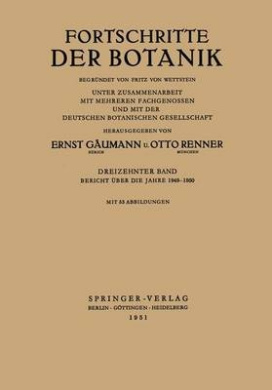 FORTSCHRITTE
DER BOTANIK
BEGRÜNDET VON FRITZ VON WETTSTEIN
UNTER ZUSAMMENARBEIT
MIT MEHREREN FACHGENOSSEN
UND MIT DER
DEUTSCHEN BOTANISCHEN GESELLSCHAFT
HERAUSGEGEBEN VON
ERNST GÄUMANN U. OTTO RENNER
ZÜRICH MÜNCHEN
DREIZEHNTER BAND
BERICHT ÜBER DIE JAHRE 1949-1950
MIT 53 ABBILDUNGEN
SPRINGER-VERLAG
BERLIN · GÖTTINGEN · HEIDELBERG
1951